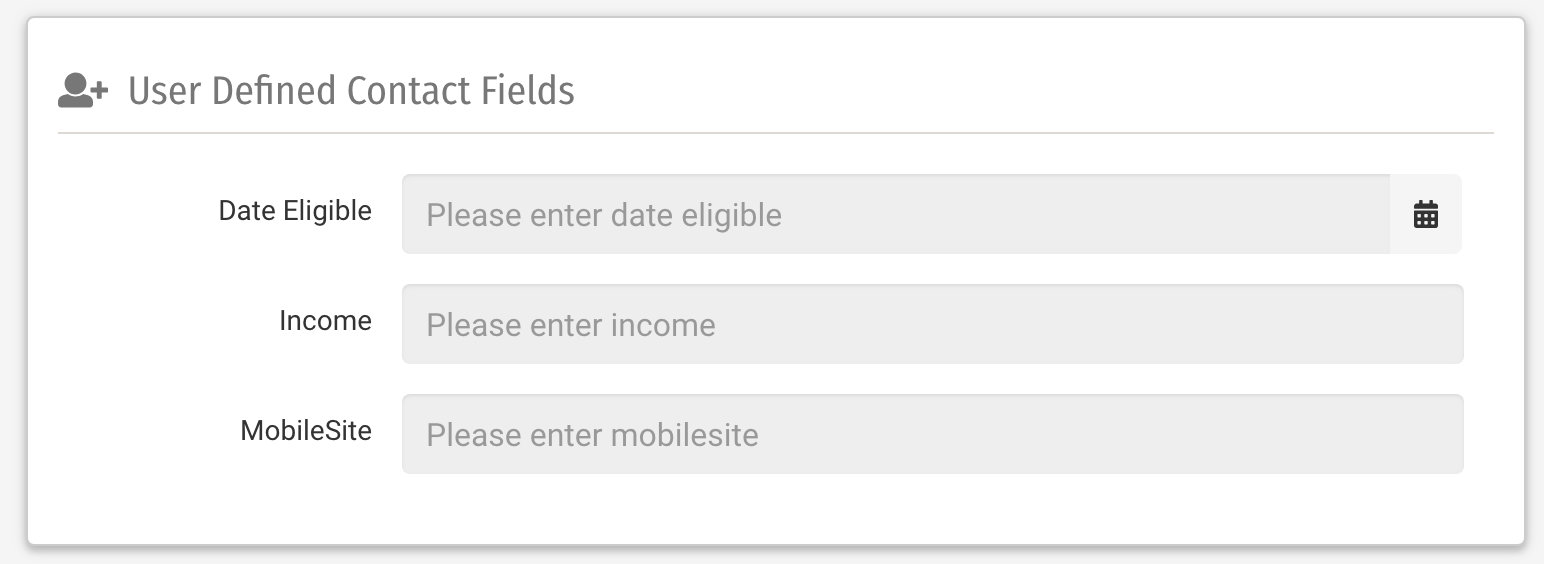 User Defined Contact Fields
Date Eligible
Please enter date eligible
Income
Please enter income
MobileSite
Please enter mobilesite